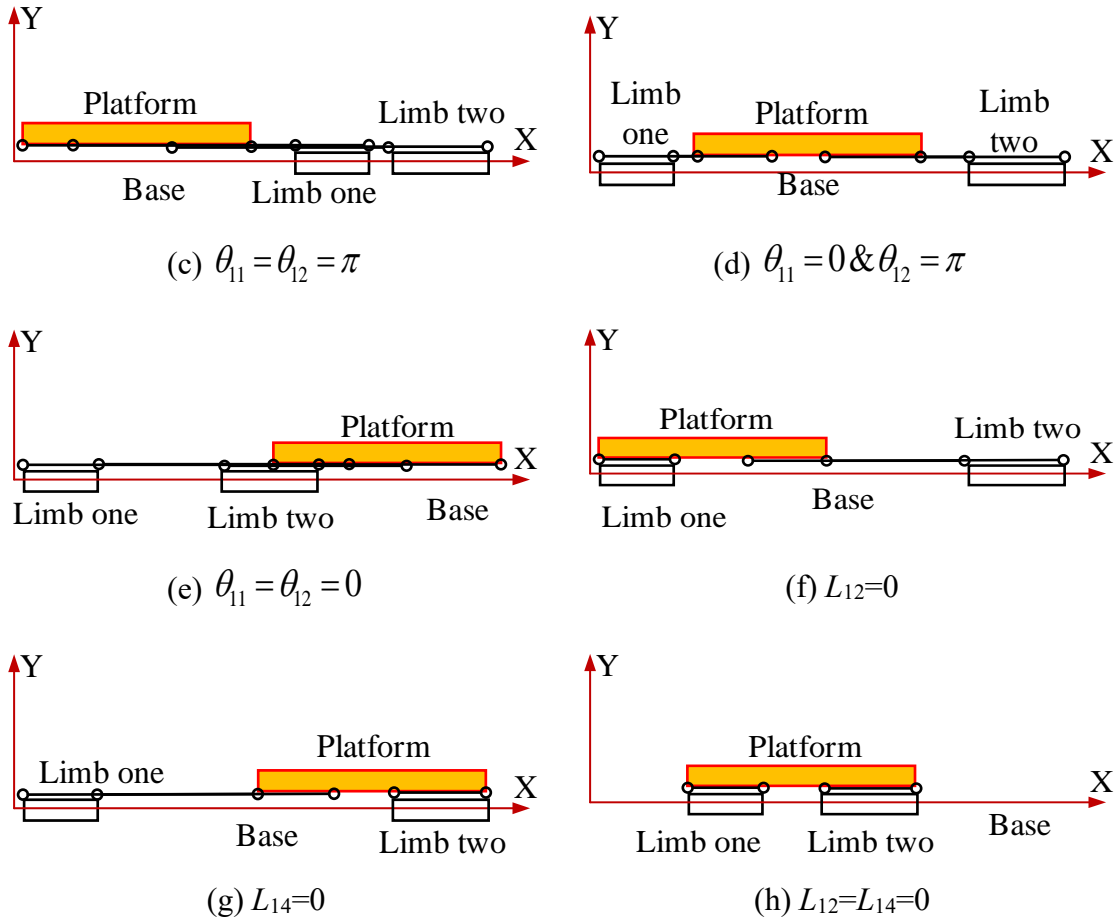 Y
Platform
Limb two
X
Base
Limb one
(c) θ₁₁ = θ₁₂ = π
Y
Limb one
Platform
Limb two
X
Base
(d) θ₁₁ = 0 & θ₁₂ = π
Y
Platform
X
Limb one
Limb two
Base
(e) θ₁₁ = θ₁₂ = 0
Y
Platform
Limb two
X
Limb one
Base
(f) L₁₂=0
Y
Limb one
Platform
X
Base
Limb two
(g) L₁₄=0
Y
Platform
X
Limb one
Limb two
Base
(h) L₁₂=L₁₄=0